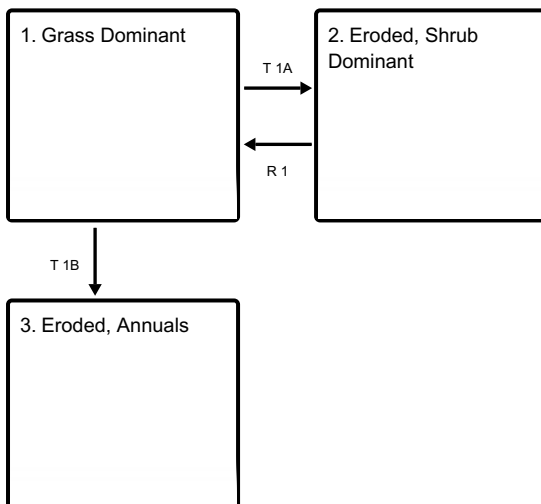 1. Grass Dominant
2. Eroded, Shrub
Dominant
T 1A
R 1
T 1B
3. Eroded, Annuals